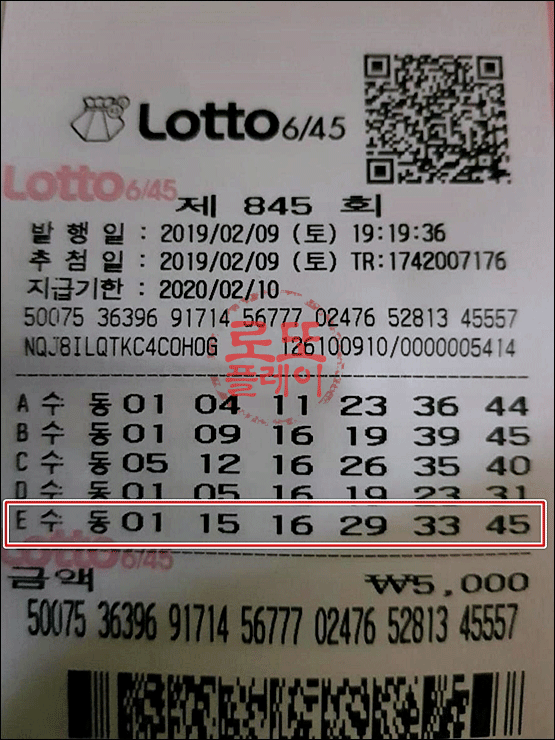 Lotto 6/45
Lotto 6/45
제 845 회
발 행 일 : 2019/02/09 (토) 19:19:36
추 첨 일 : 2019/02/09 (토) TR:1742007176
지급기한 : 2020/02/10
50075 36396 91714 56777 02476 52813 45557
NQJ8ILQTKC4COHOG 26100910/0000005414
로또
플레이
A 수 동 01 04 11 23 36 44
B 수 동 01 09 16 19 39 45
C 수 동 05 12 16 26 35 40
D 수 동 01 05 16 19 23 31
E 수 동 01 15 16 29 33 45
Lotto 6/45
금액 ₩5,000
50075 36396 91714 56777 02476 52813 45557